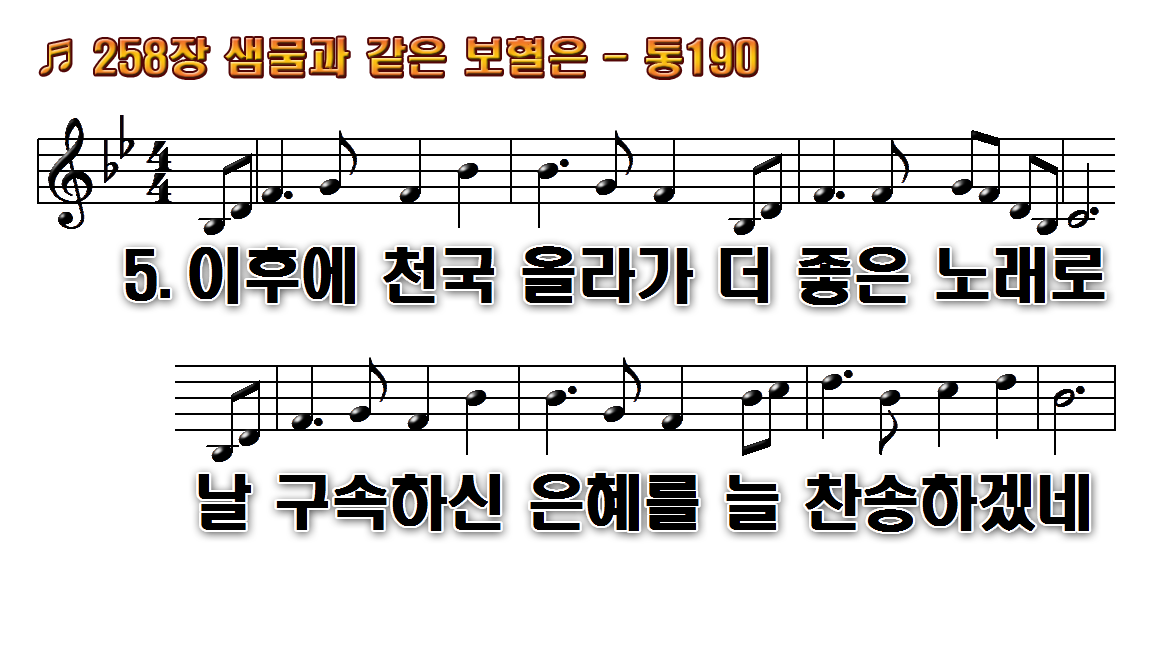 ♬ 258장 샘물과 같은 보혈은 - 통190
4
4
5. 이후에 천국 올라가 더 좋은 노래로
날 구속하신 은혜를 늘 찬송하겠네